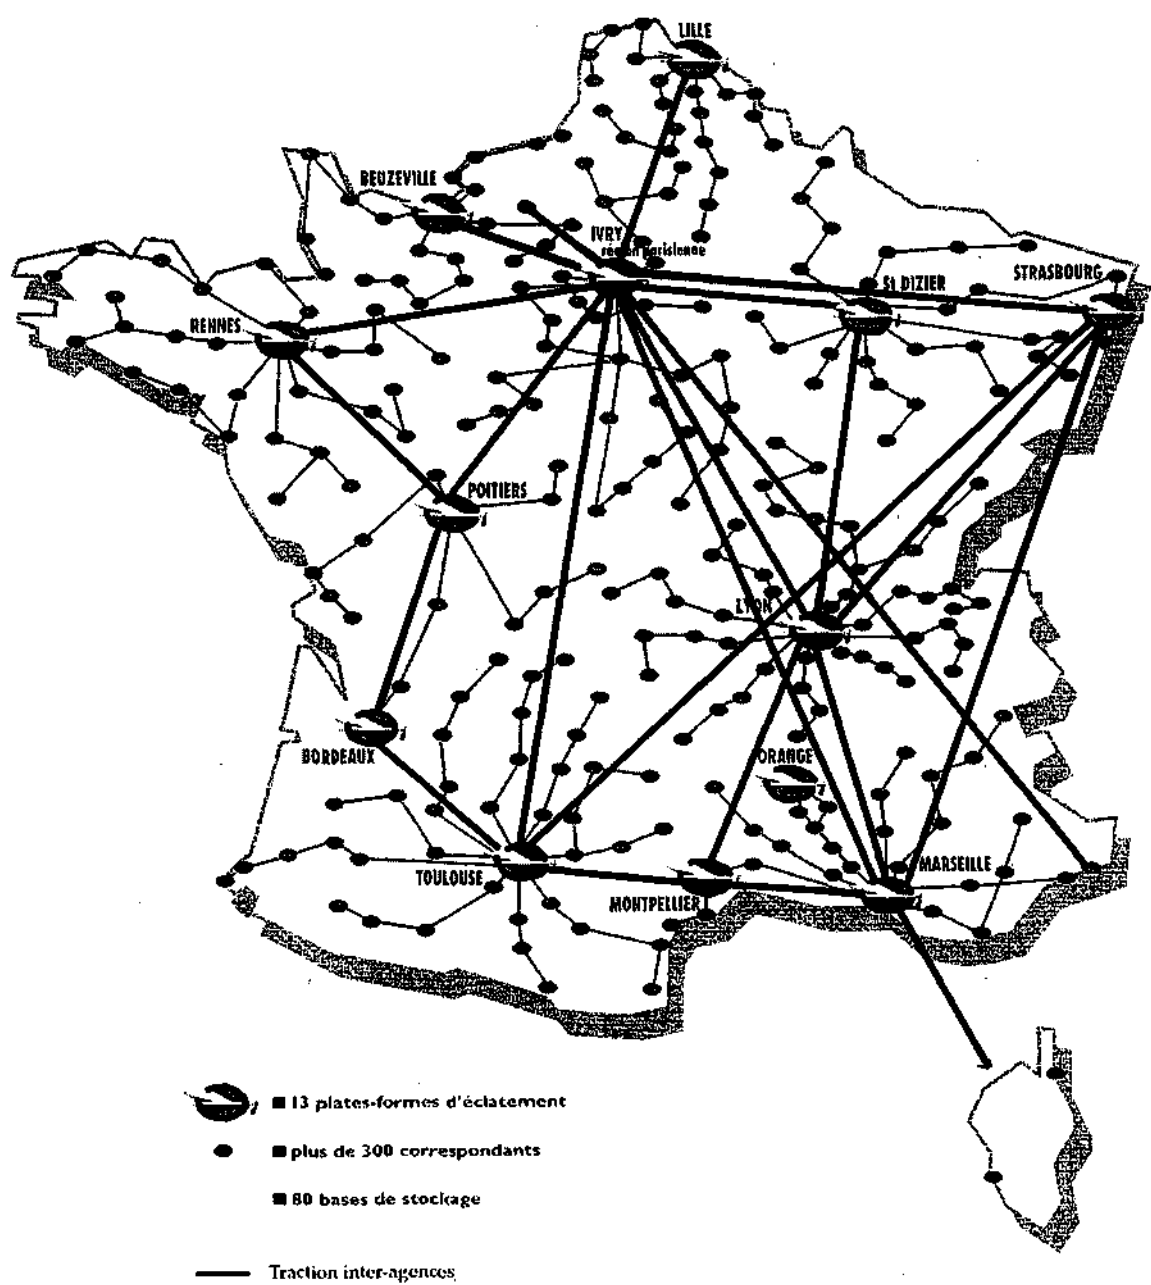 LILLE
BEUZEVILLE
IVRY
région parisienne
St DIZIER
STRASBOURG
RENNES
POITIERS
LYON
BORDEAUX
ORANGE
TOULOUSE
MONTPELLIER
MARSEILLE
13 plates-formes d'éclatement
plus de 300 correspondants
80 bases de stockage
Traction inter-agences